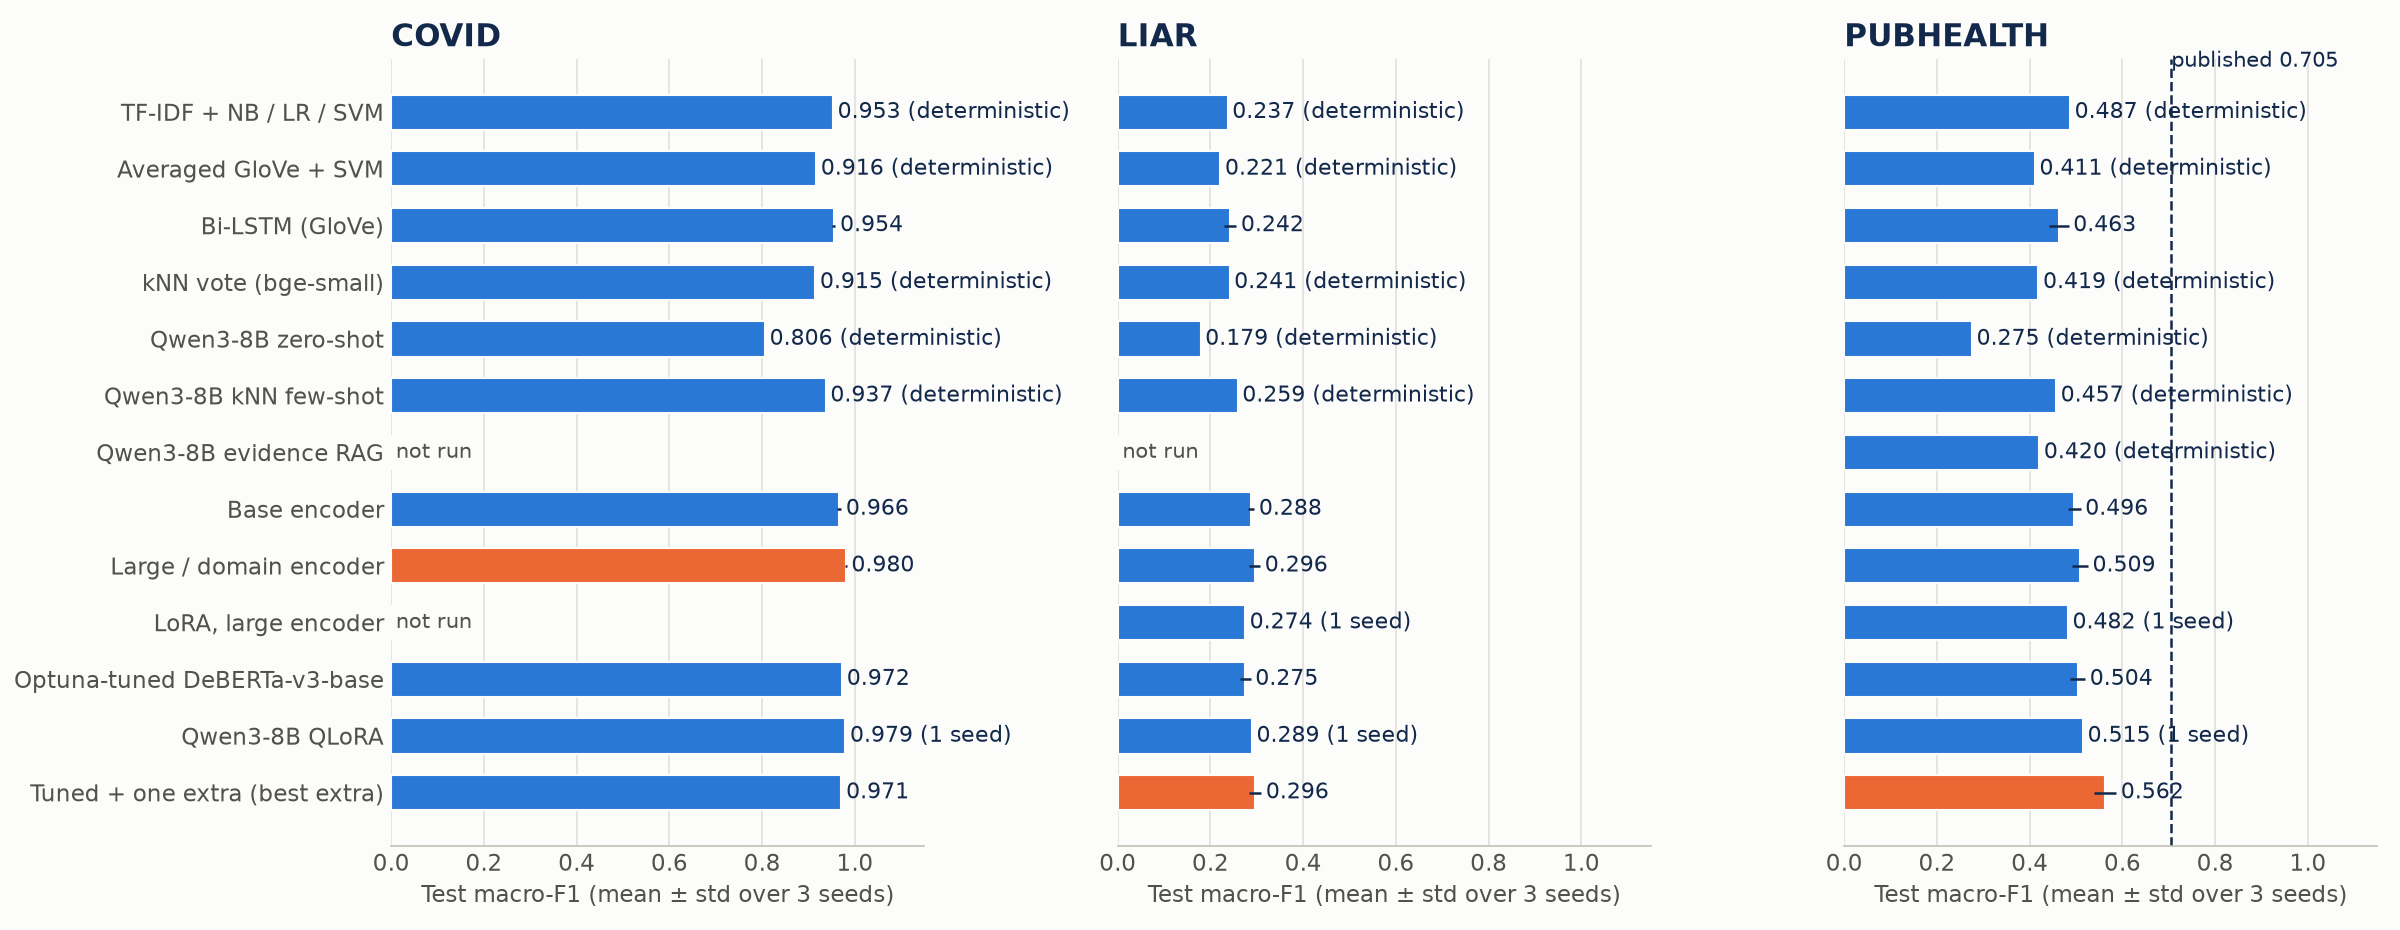 COVID
LIAR
PUBHEALTH
published 0.705
TF-IDF + NB / LR / SVM 0.953 (deterministic) 0.237 (deterministic) 0.487 (deterministic)
Averaged GloVe + SVM 0.916 (deterministic) 0.221 (deterministic) 0.411 (deterministic)
Bi-LSTM (GloVe) 0.954 0.242 0.463
kNN vote (bge-small) 0.915 (deterministic) 0.241 (deterministic) 0.419 (deterministic)
Qwen3-8B zero-shot 0.806 (deterministic) 0.179 (deterministic) 0.275 (deterministic)
Qwen3-8B kNN few-shot 0.937 (deterministic) 0.259 (deterministic) 0.457 (deterministic)
Qwen3-8B evidence RAG not run not run 0.420 (deterministic)
Base encoder 0.966 0.288 0.496
Large / domain encoder 0.980 0.296 0.509
LoRA, large encoder not run 0.274 (1 seed) 0.482 (1 seed)
Optuna-tuned DeBERTa-v3-base 0.972 0.275 0.504
Qwen3-8B QLoRA 0.979 (1 seed) 0.289 (1 seed) 0.515 (1 seed)
Tuned + one extra (best extra) 0.971 0.296 0.562
0.0 0.2 0.4 0.6 0.8 1.0 0.0 0.2 0.4 0.6 0.8 1.0 0.0 0.2 0.4 0.6 0.8 1.0
Test macro-F1 (mean ± std over 3 seeds) Test macro-F1 (mean ± std over 3 seeds) Test macro-F1 (mean ± std over 3 seeds)